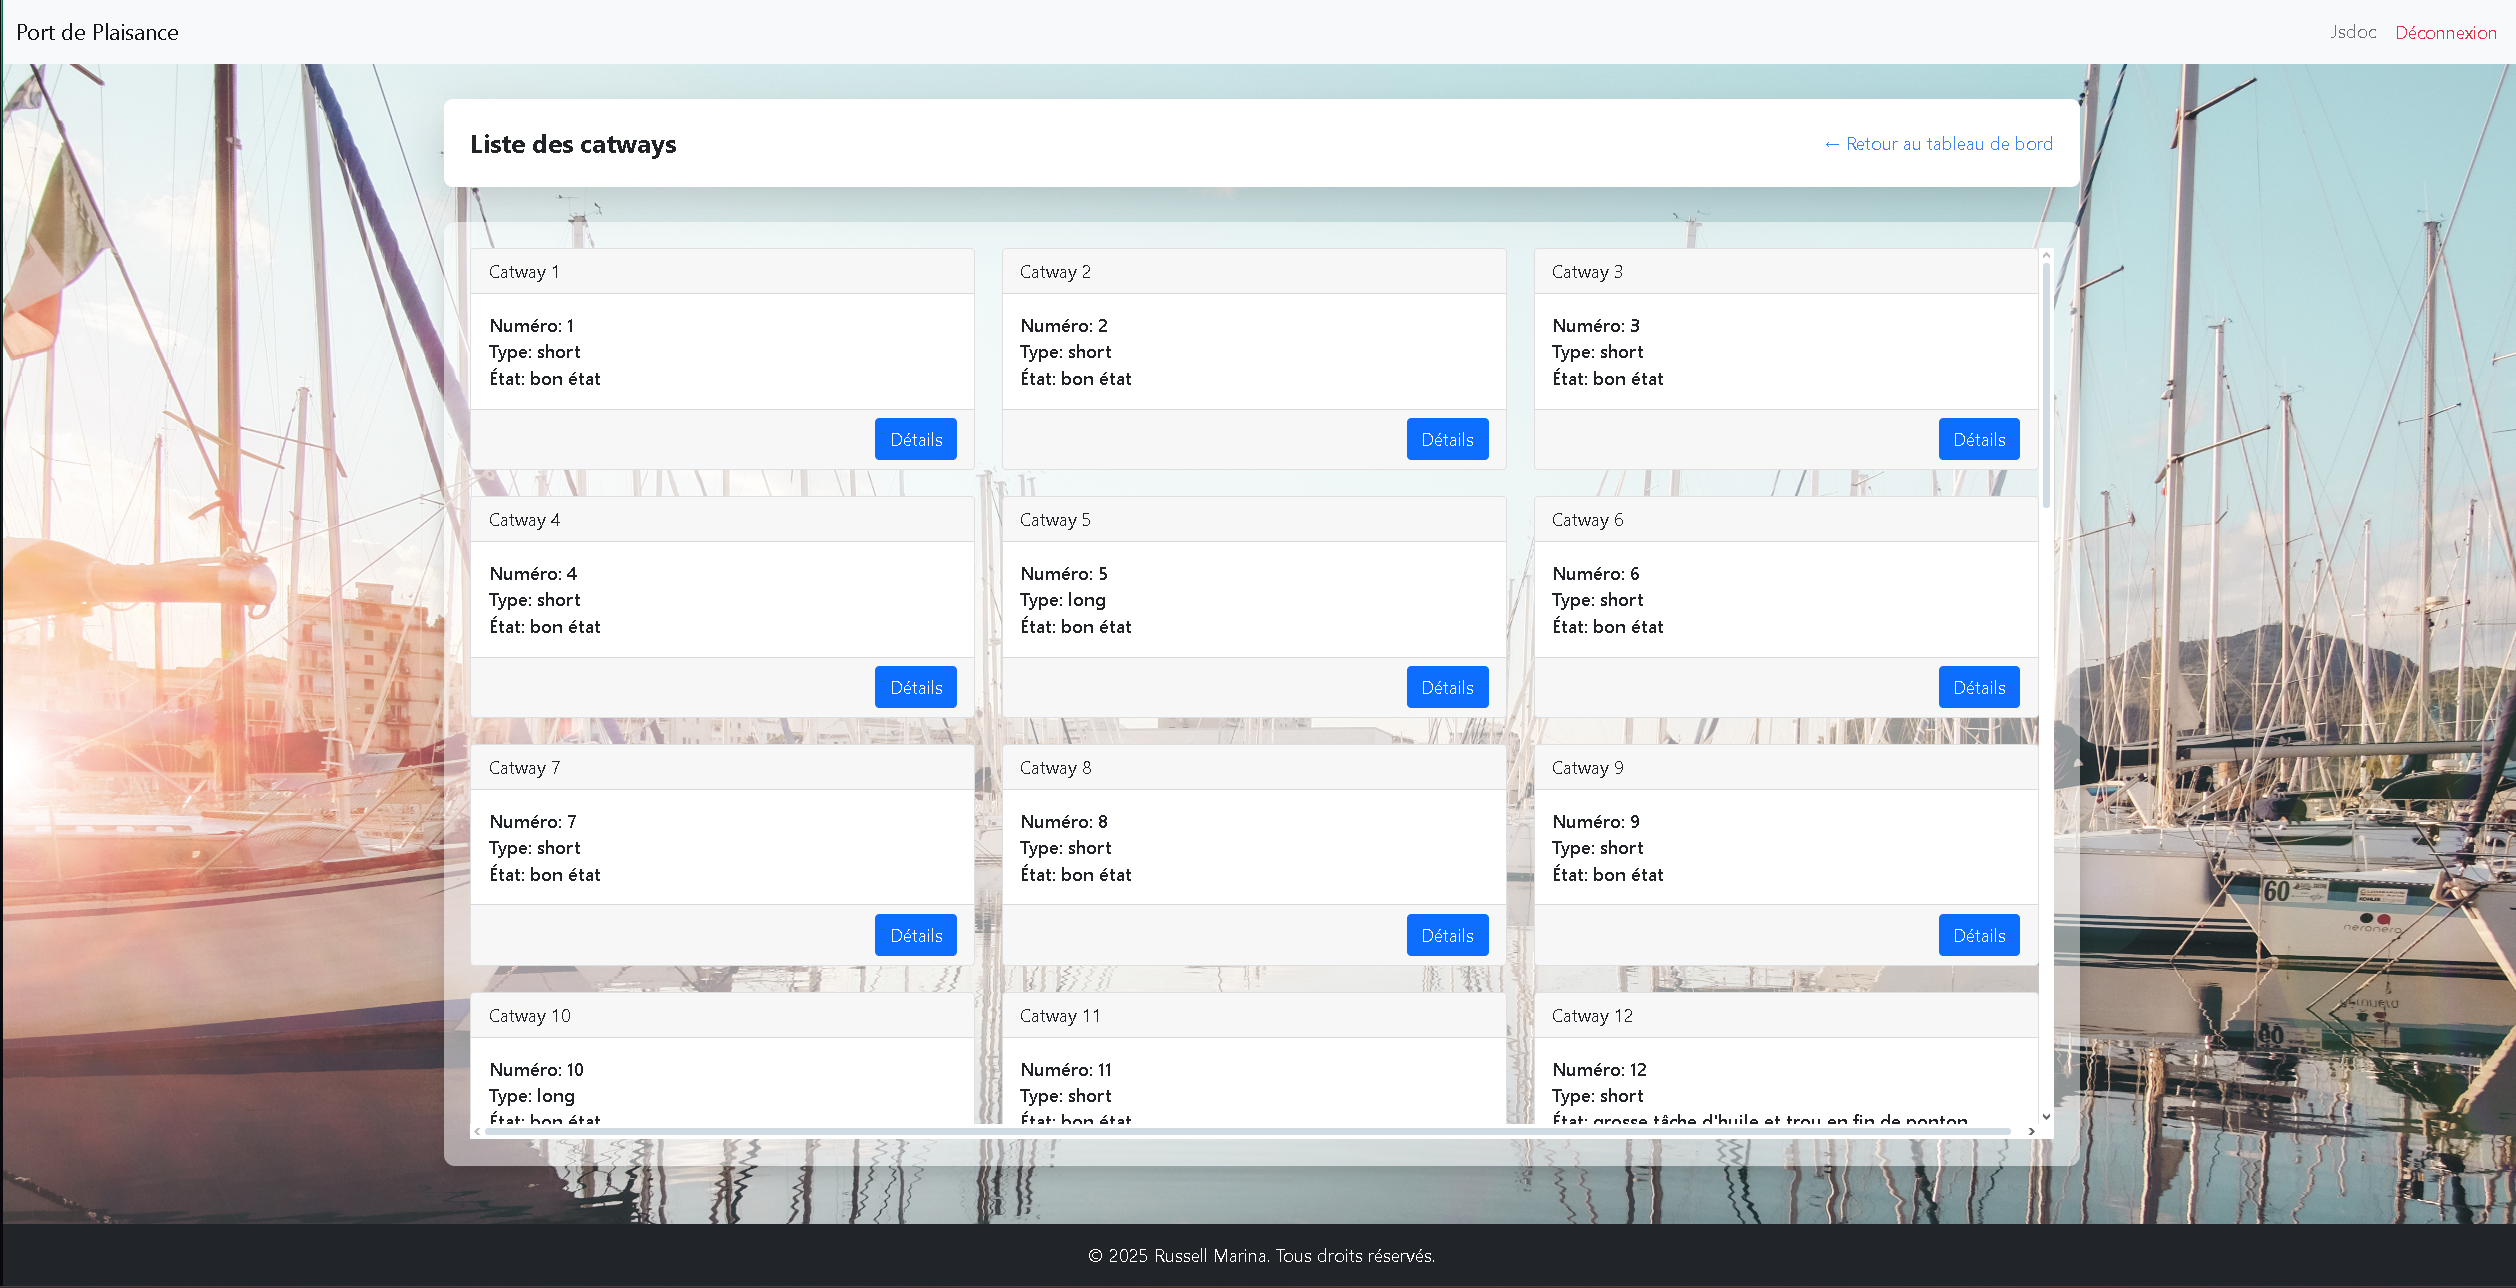 Port de Plaisance
Jsdoc
Déconnexion
Liste des catways
← Retour au tableau de bord
Catway 1
Numéro: 1
Type: short
État: bon état
Détails
Catway 2
Numéro: 2
Type: short
État: bon état
Détails
Catway 3
Numéro: 3
Type: short
État: bon état
Détails
Catway 4
Numéro: 4
Type: short
État: bon état
Détails
Catway 5
Numéro: 5
Type: long
État: bon état
Détails
Catway 6
Numéro: 6
Type: short
État: bon état
Détails
Catway 7
Numéro: 7
Type: short
État: bon état
Détails
Catway 8
Numéro: 8
Type: short
État: bon état
Détails
Catway 9
Numéro: 9
Type: short
État: bon état
Détails
Catway 10
Numéro: 10
Type: long
État: bon état
Catway 11
Numéro: 11
Type: short
État: bon état
Catway 12
Numéro: 12
Type: short
État: grosse tâche d'huile et trou en fin de ponton
60
neronero
© 2025 Russell Marina. Tous droits réservés.